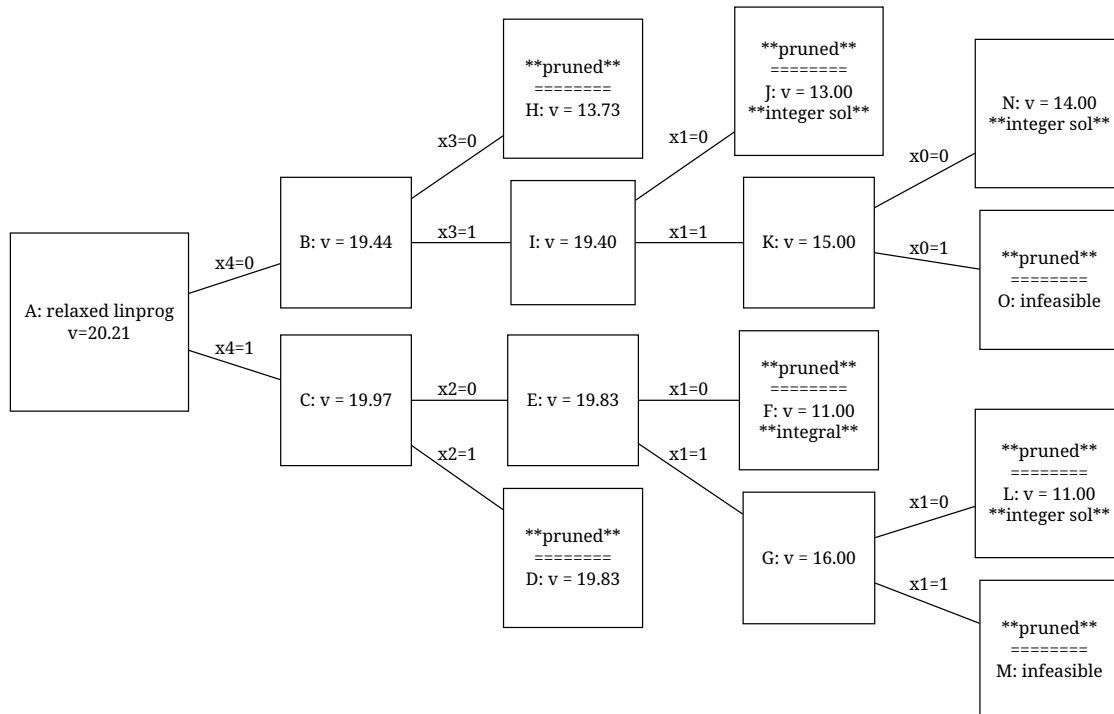 A: relaxed linprog
v=20.21
x4=0
x4=1
B: v = 19.44
C: v = 19.97
x3=0
x3=1
x2=0
x2=1
**pruned**
========
H: v = 13.73
I: v = 19.40
E: v = 19.83
**pruned**
========
D: v = 19.83
x1=0
x1=1
x1=0
x1=1
**pruned**
========
J: v = 13.00
**integer sol**
K: v = 15.00
**pruned**
========
F: v = 11.00
**integral**
G: v = 16.00
x0=0
x0=1
x1=0
x1=1
N: v = 14.00
**integer sol**
**pruned**
========
O: infeasible
**pruned**
========
L: v = 11.00
**integer sol**
**pruned**
========
M: infeasible